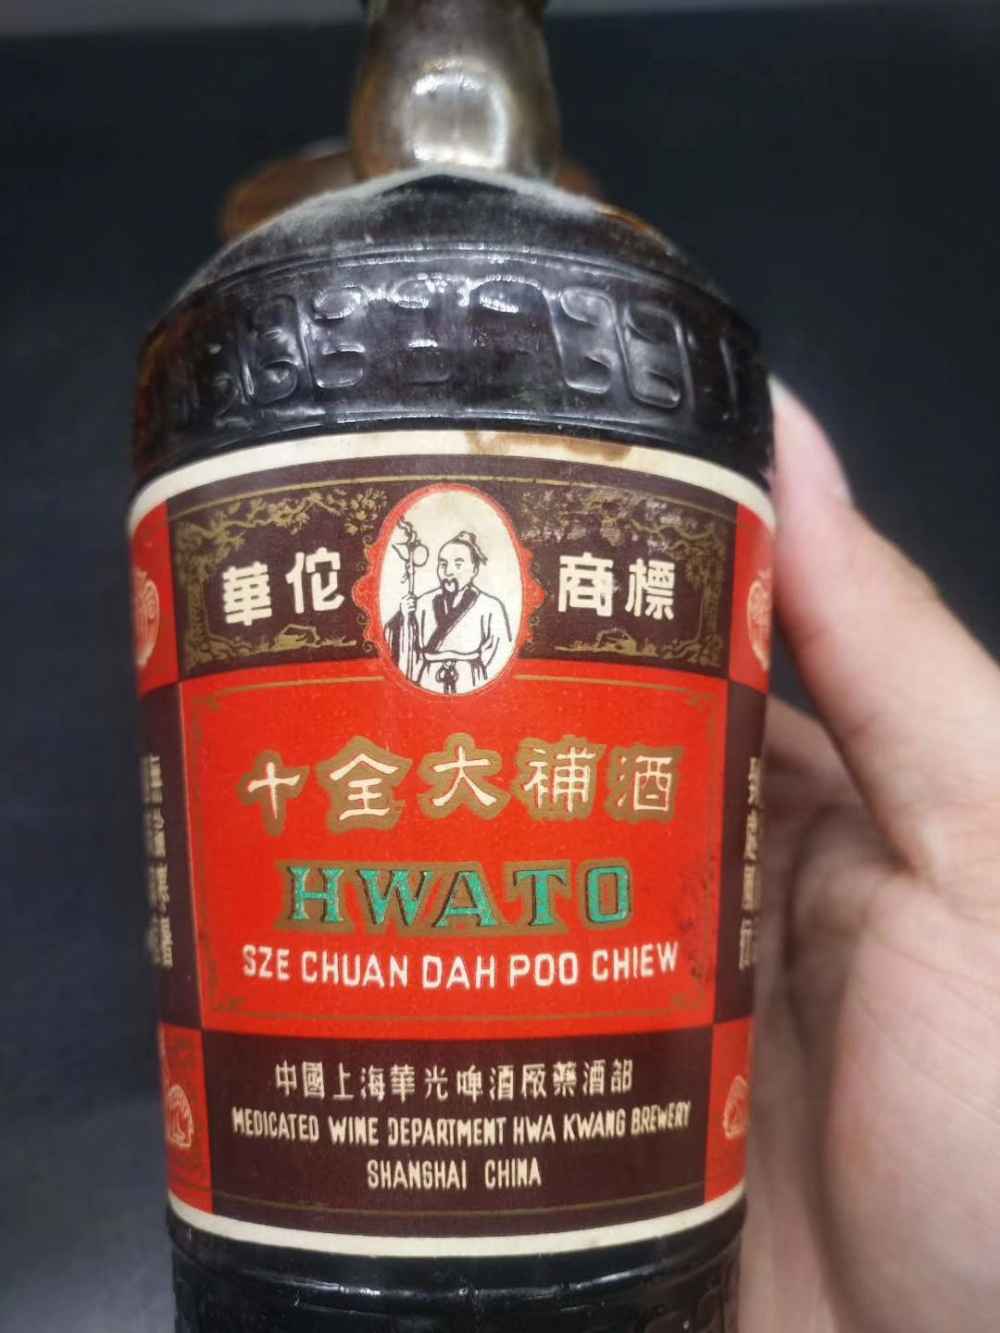 華佗 商標
十全大補酒
HWATO
SZE CHUAN DAH POO CHIEW
中國上海華光啤酒廠藥酒部
MEDICATED WINE DEPARTMENT HWA KWANG BREWERY
SHANGHAI CHINA